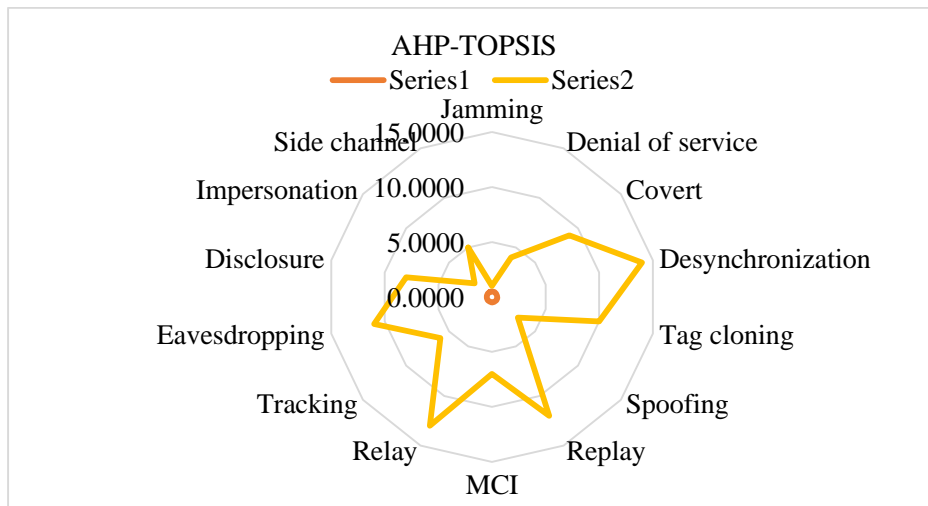 AHP-TOPSIS
Series1 Series2
Jamming
15.0000
Side channel Denial of service
10.0000
Impersonation Covert
5.0000
Disclosure Desynchronization
0.0000
Eavesdropping Tag cloning
Tracking Spoofing
Relay Replay
MCI